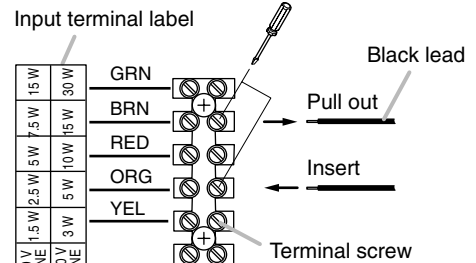 Input terminal label
Black lead
15 W 30 W GRN
7.5 W 15 W BRN
Pull out
5 W 10 W RED
2.5 W 5 W ORG
Insert
1.5 W 3 W YEL
Terminal screw